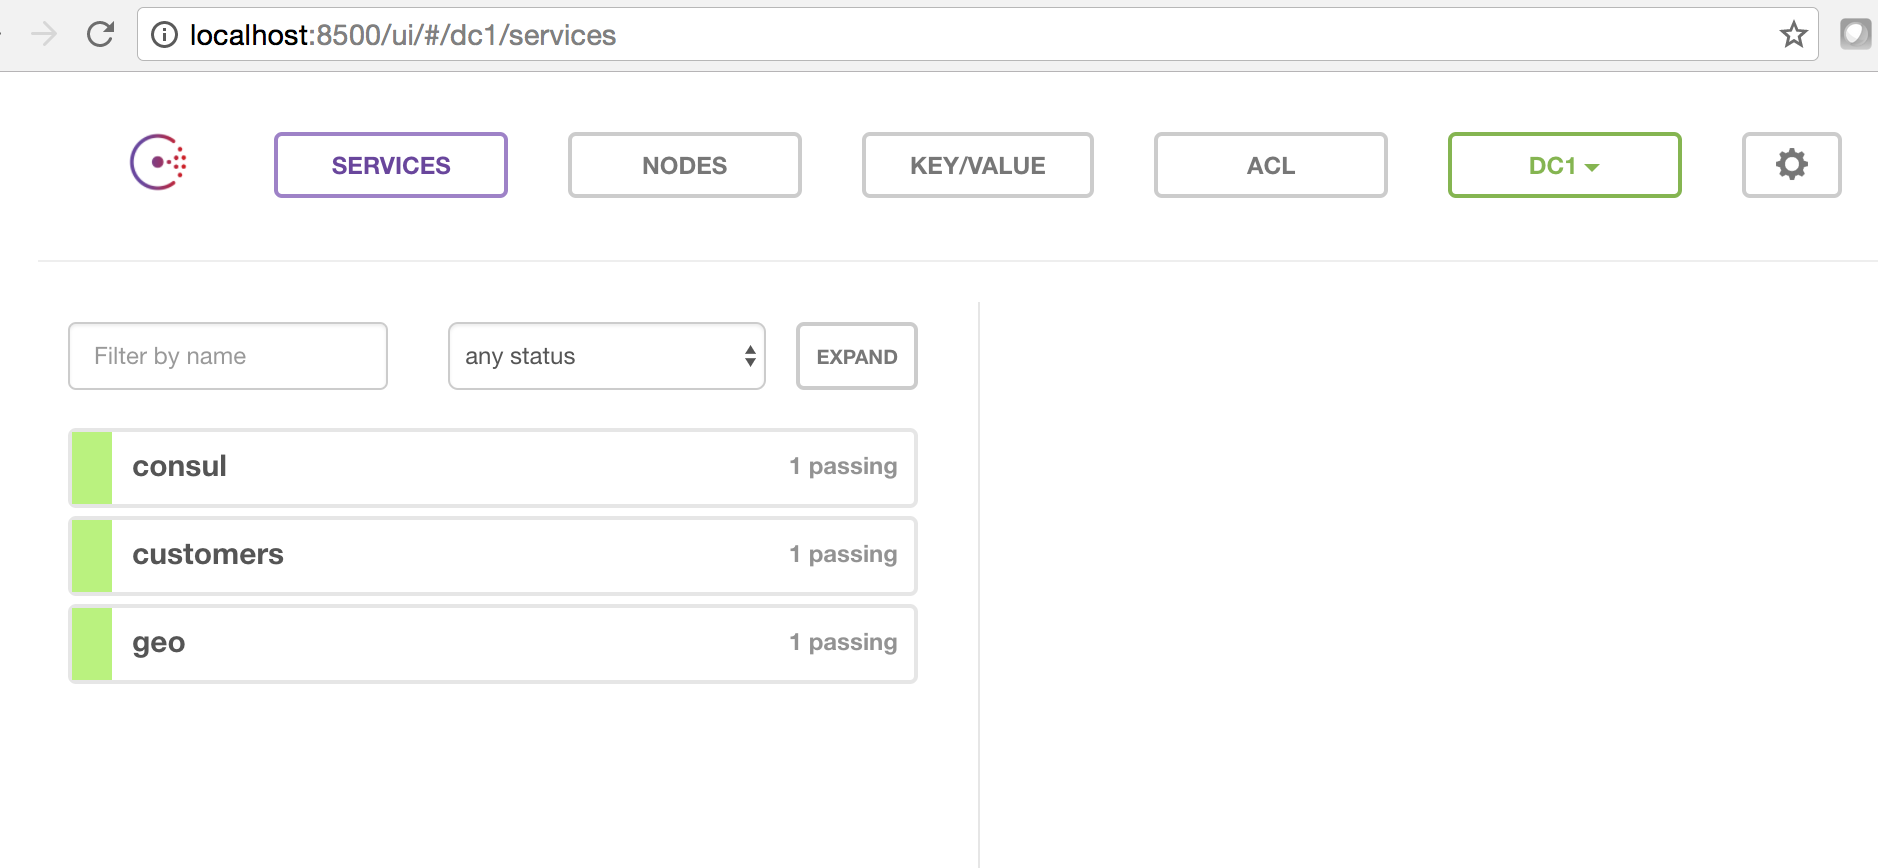 localhost:8500/ui/#/dc1/services
SERVICES NODES KEY/VALUE ACL DC1
Filter by name any status EXPAND
consul 1 passing
customers 1 passing
geo 1 passing